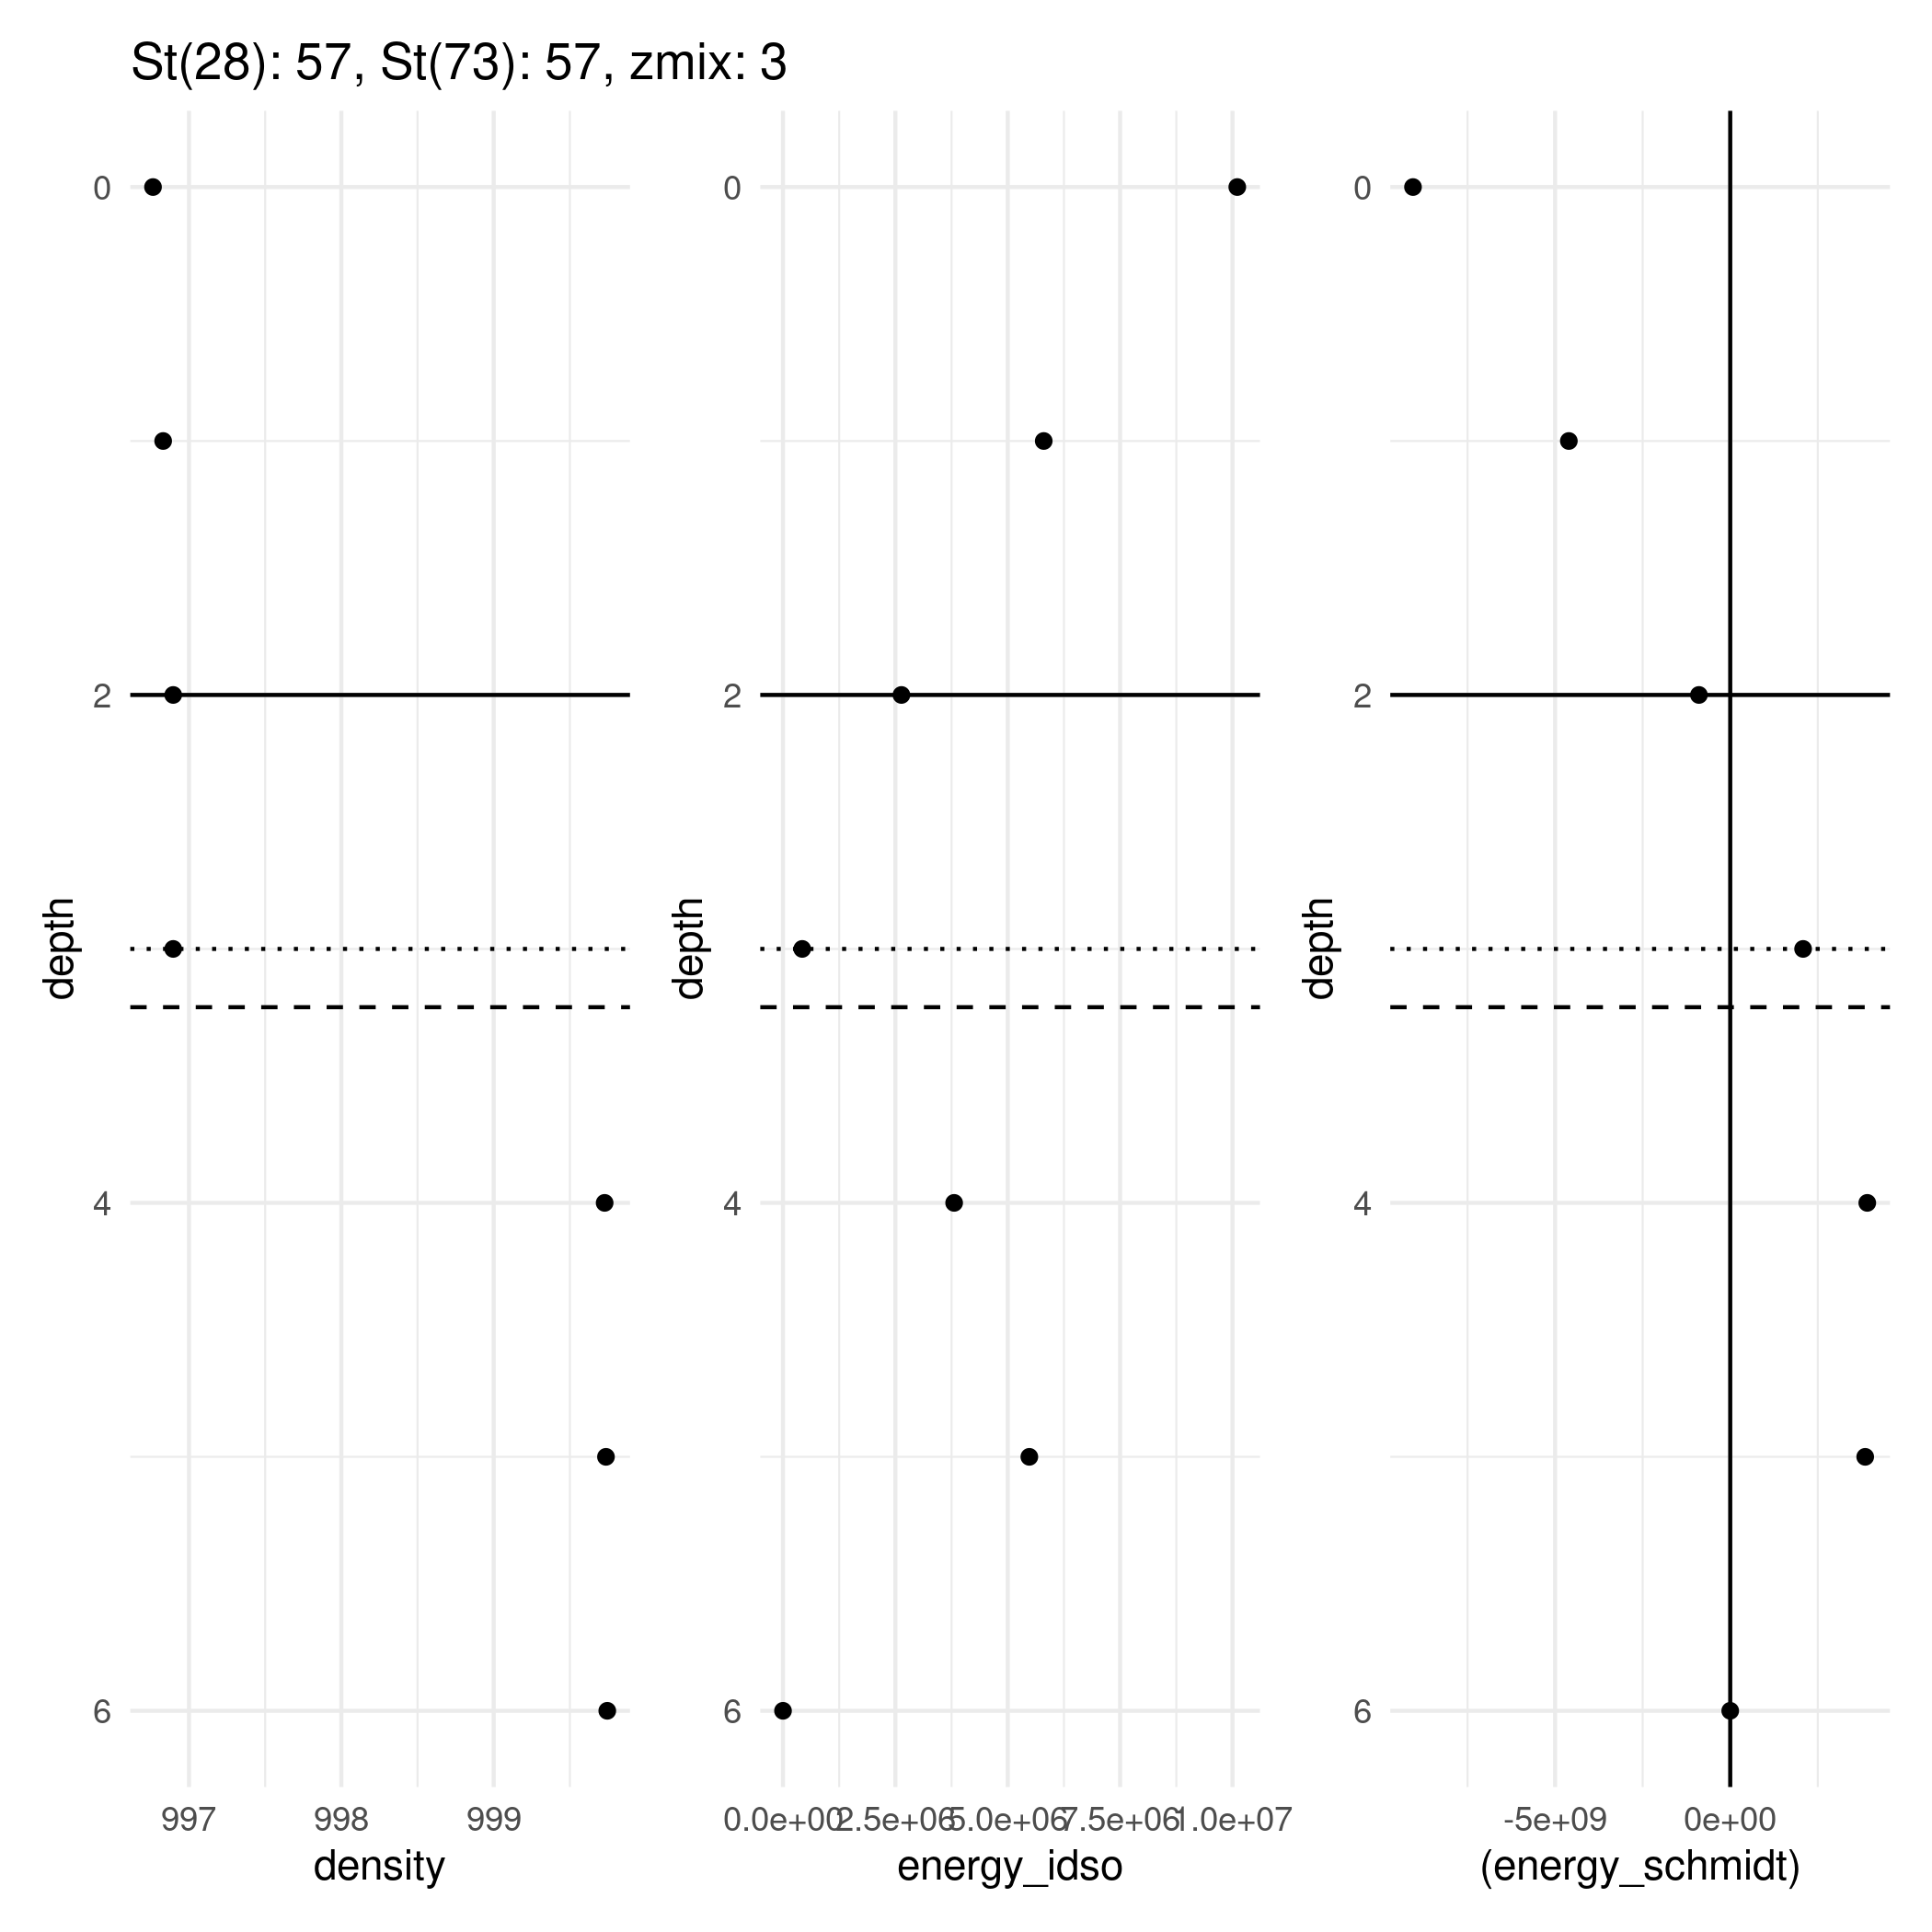 St(28): 57, St(73): 57, zmix: 3
0
2
4
6
depth
997 998 999
density
0
2
4
6
depth
0.0e+00 2.5e+06 5.0e+06 7.5e+06 1.0e+07
energy_idso
0
2
4
6
depth
-5e+09 0e+00
(energy_schmidt)